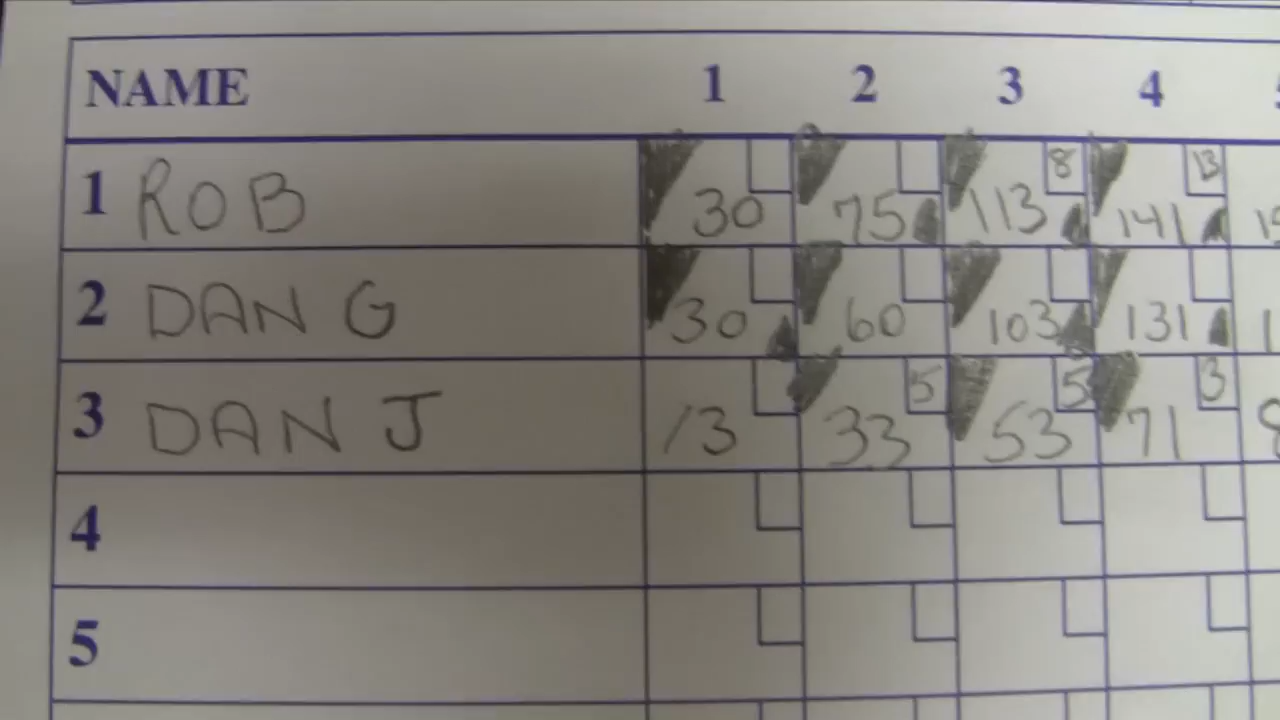 NAME 1 2 3 4
1 ROB 30 75 8 113 13 141
2 DAN G 30 60 103 131
3 DAN J 13 5 33 5 53 3 71
4
5